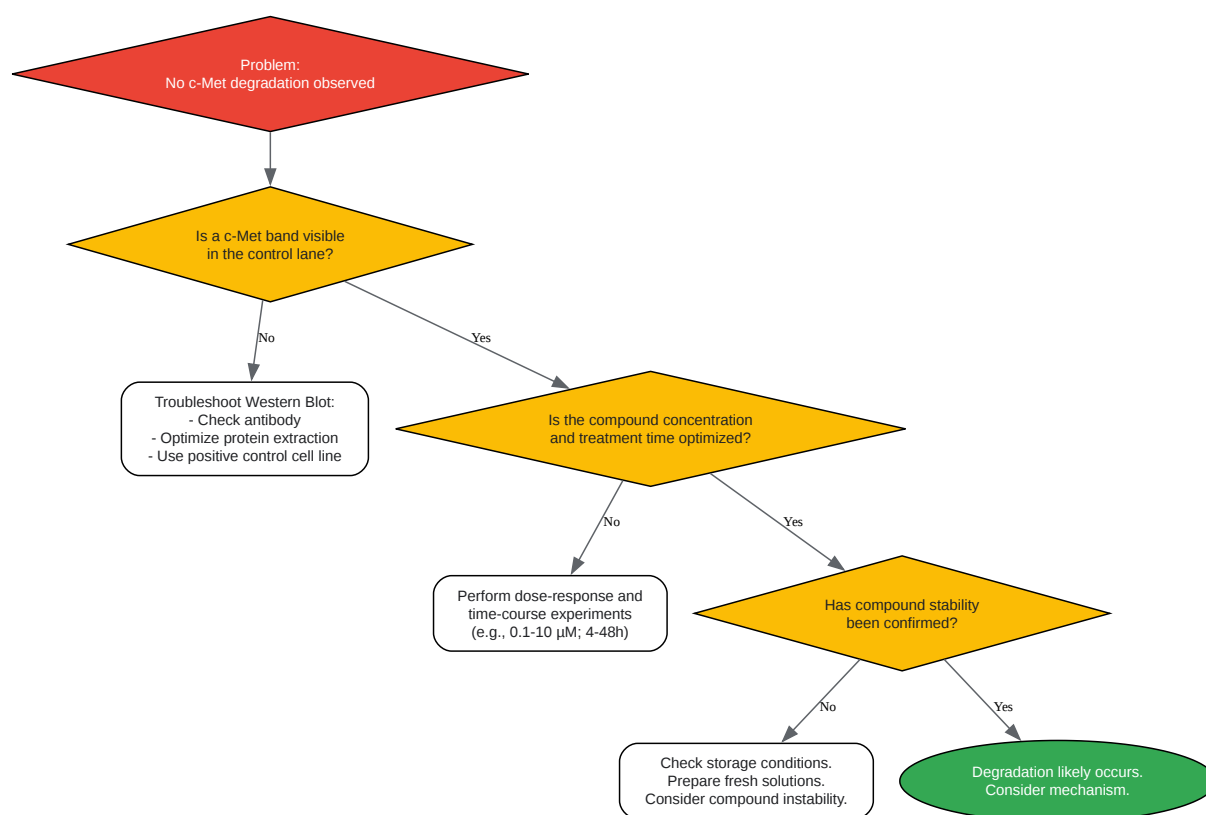 Problem:
No c-Met degradation observed
Is a c-Met band visible
in the control lane?
No
Yes
Troubleshoot Western Blot:
- Check antibody
- Optimize protein extraction
- Use positive control cell line
Is the compound concentration
and treatment time optimized?
No
Yes
Perform dose-response and
time-course experiments
(e.g., 0.1-10 µM; 4-48h)
Has compound stability
been confirmed?
No
Yes
Check storage conditions.
Prepare fresh solutions.
Consider compound instability.
Degradation likely occurs.
Consider mechanism.